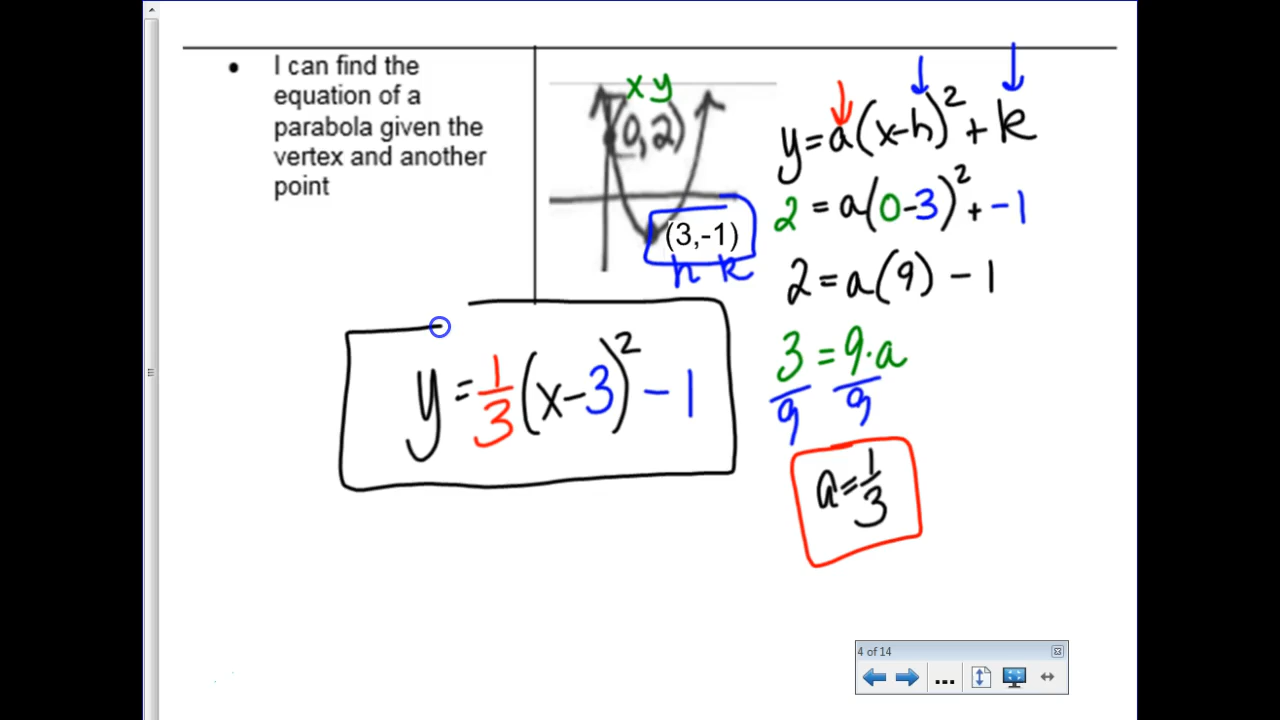 • I can find the
equation of a
parabola given the
vertex and another
point
x y
(0,2)
(3,-1)
h k
y=a(x-h)²+k
2=a(0-3)²+-1
2=a(9)-1
3=9·a
9 9
a=1/3
y=1/3(x-3)²-1
4 of 14
...